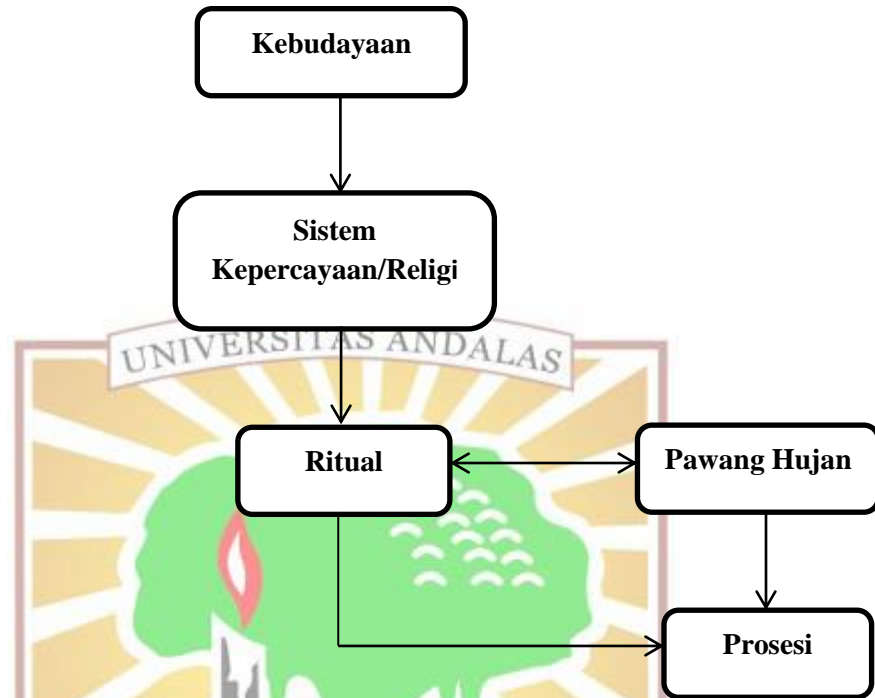 Kebudayaan
Sistem
Kepercayaan/Religi
UNIVERSITAS ANDALAS
Ritual
Pawang Hujan
Prosesi